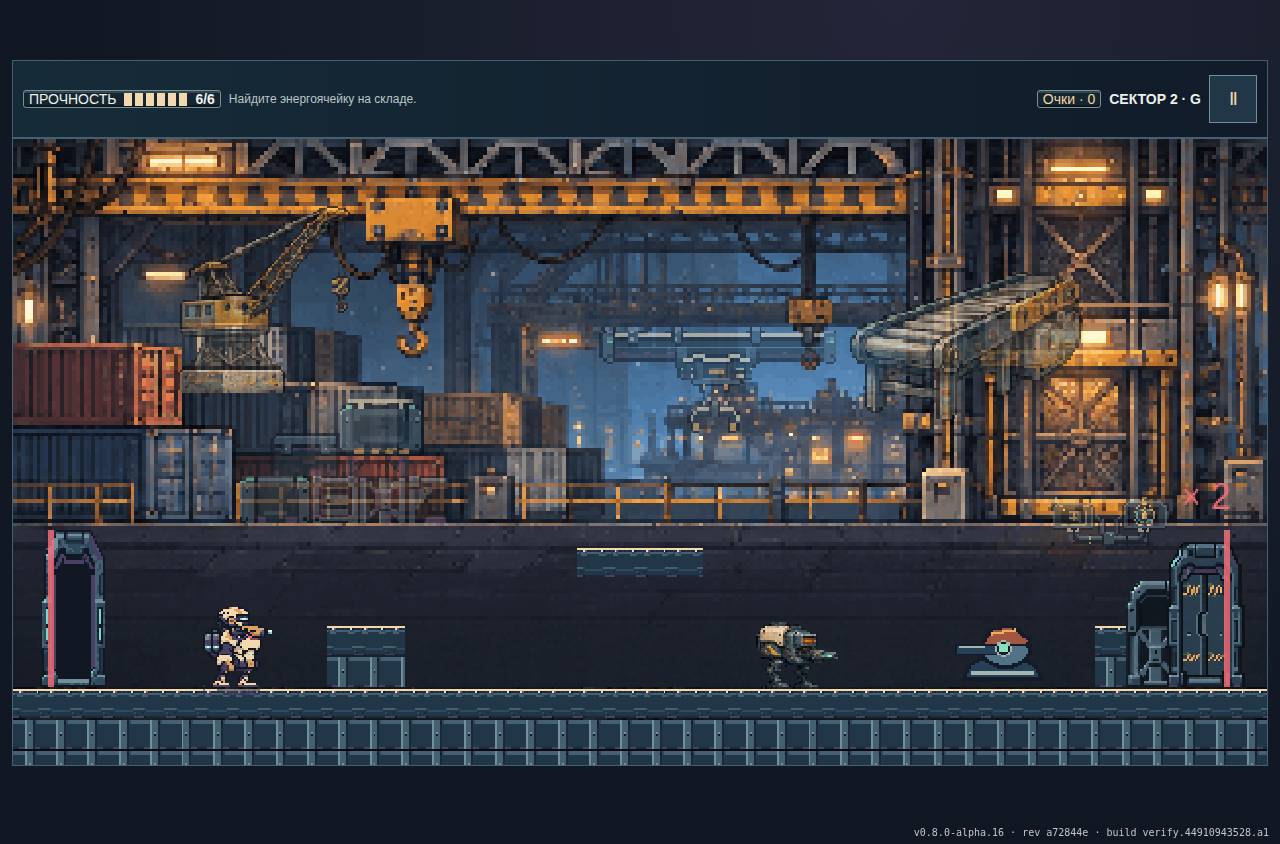 ПРОЧНОСТЬ 6/6 Найдите энергоячейку на складе. Очки · 0 СЕКТОР 2 · G II
× 2
v0.8.0-alpha.16 · rev a72844e · build verify.44910943528.a1